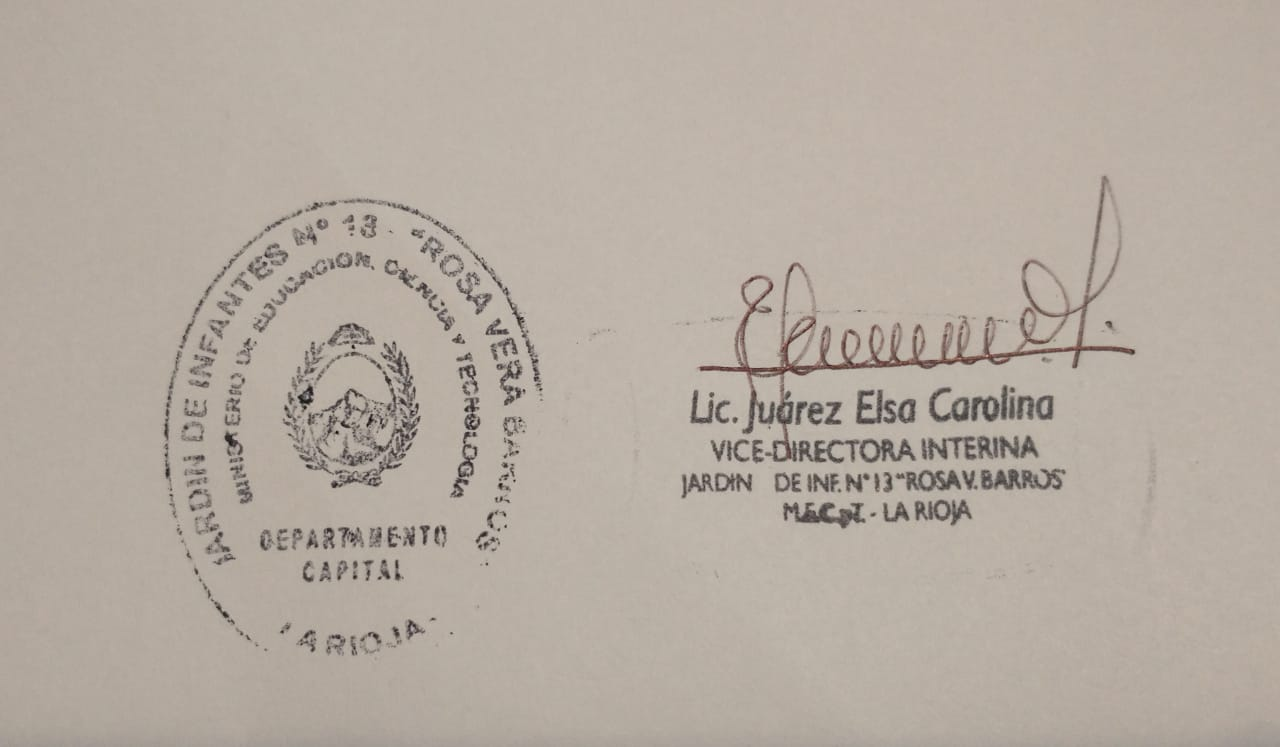 JARDIN DE INFANTES Nº 13 - "ROSA VERA BARROS"
MINISTERIO DE EDUCACION, CIENCIA Y TECNOLOGIA
DEPARTAMENTO
CAPITAL
LA RIOJA
Lic. Juárez Elsa Carolina
VICE-DIRECTORA INTERINA
JARDIN DE INF. N° 13 "ROSA V. BARROS"
M.E.C. y T. - LA RIOJA